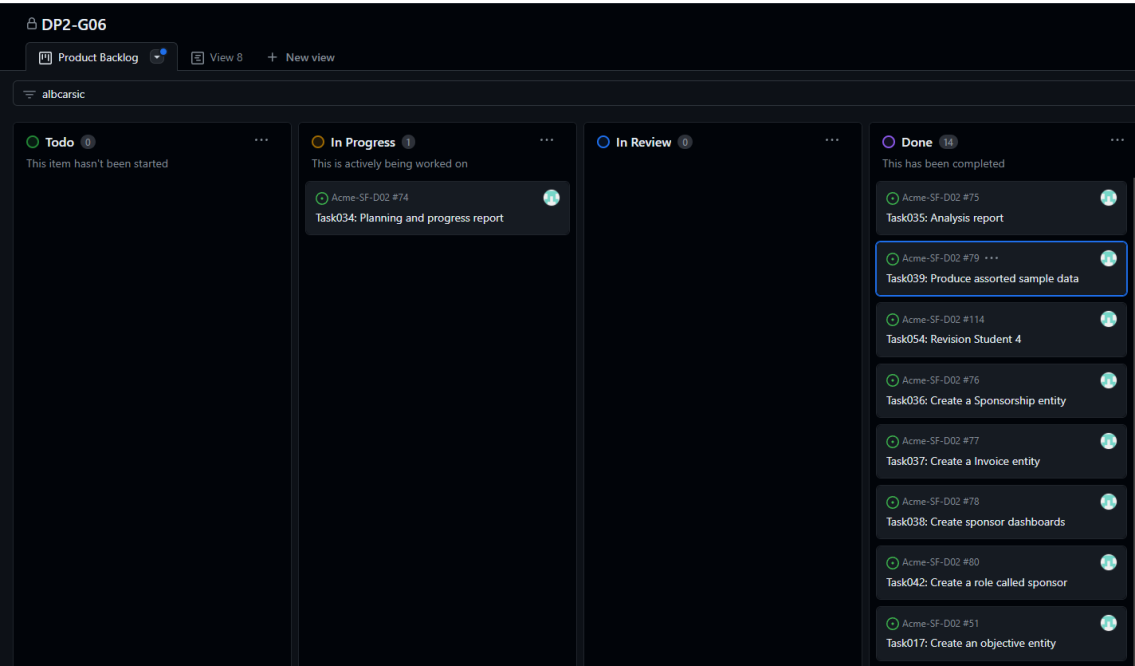 DP2-G06
Product Backlog
View 8
New view
albcarsic
Todo 0
This item hasn't been started
In Progress 1
This is actively being worked on
Acme-SF-D02 #74
Task034: Planning and progress report
In Review 0
Done 14
This has been completed
Acme-SF-D02 #75
Task035: Analysis report
Acme-SF-D02 #79
Task039: Produce assorted sample data
Acme-SF-D02 #114
Task054: Revision Student 4
Acme-SF-D02 #76
Task036: Create a Sponsorship entity
Acme-SF-D02 #77
Task037: Create a Invoice entity
Acme-SF-D02 #78
Task038: Create sponsor dashboards
Acme-SF-D02 #80
Task042: Create a role called sponsor
Acme-SF-D02 #51
Task017: Create an objective entity